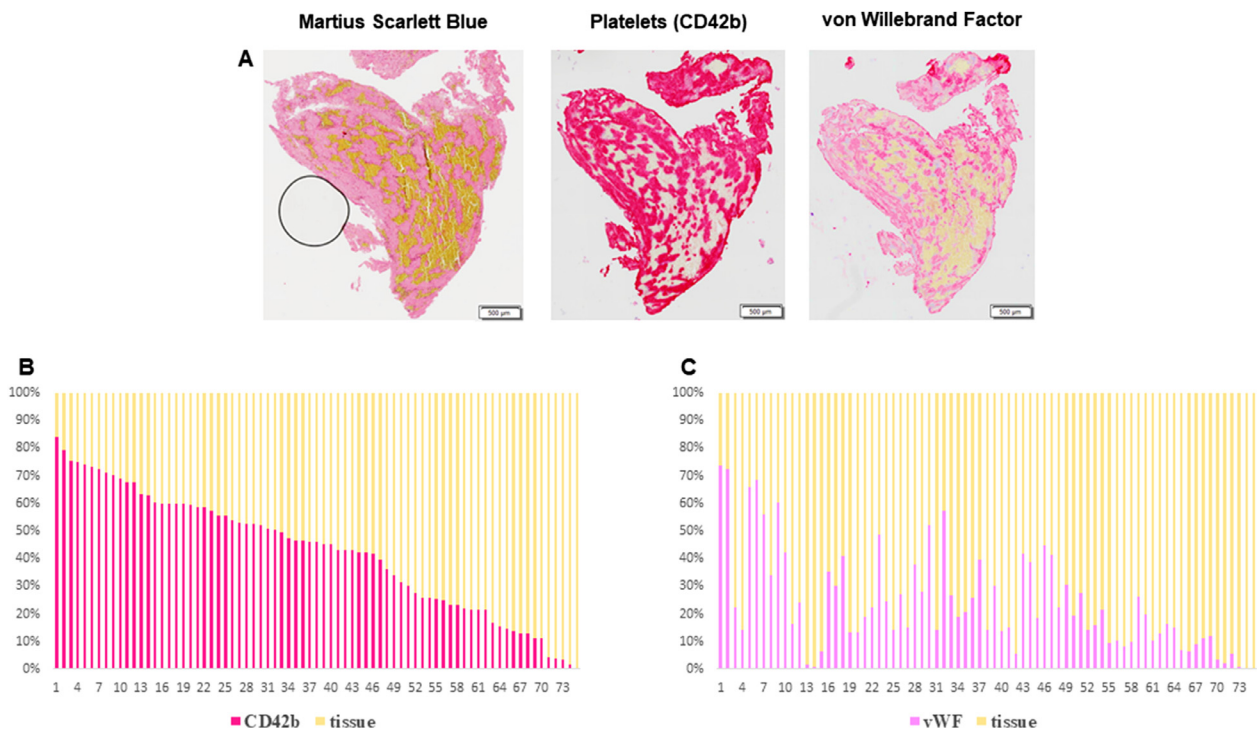 Martius Scarlett Blue
Platelets (CD42b)
von Willebrand Factor
A
500 µm
500 µm
500 µm
B
100%
90%
80%
70%
60%
50%
40%
30%
20%
10%
0%
1 4 7 10 13 16 19 22 25 28 31 34 37 40 43 46 49 52 55 58 61 64 67 70 73
CD42b tissue
C
100%
90%
80%
70%
60%
50%
40%
30%
20%
10%
0%
1 4 7 10 13 16 19 22 25 28 31 34 37 40 43 46 49 52 55 58 61 64 67 70 73
vWF tissue